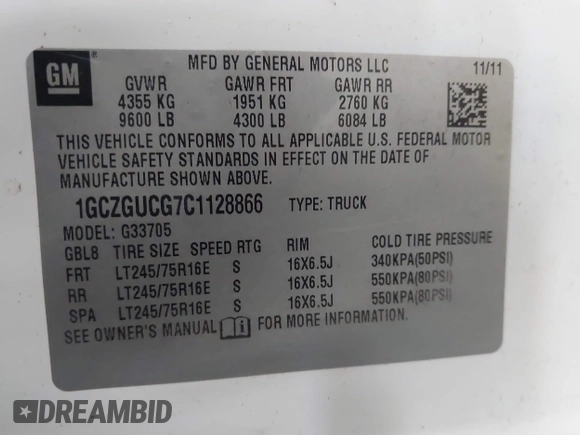 GM
MFD BY GENERAL MOTORS LLC 11/11
GVWR GAWR FRT GAWR RR
4355 KG 1951 KG 2760 KG
9600 LB 4300 LB 6084 LB
THIS VEHICLE CONFORMS TO ALL APPLICABLE U.S. FEDERAL MOTOR
VEHICLE SAFETY STANDARDS IN EFFECT ON THE DATE OF
MANUFACTURE SHOWN ABOVE.
1GCZGUCG7C1128866 TYPE: TRUCK
MODEL: G33705
GBL8 TIRE SIZE SPEED RTG RIM COLD TIRE PRESSURE
FRT LT245/75R16E S 16X6.5J 340KPA(50PSI)
RR LT245/75R16E S 16X6.5J 550KPA(80PSI)
SPA LT245/75R16E S 16X6.5J 550KPA(80PSI)
SEE OWNER'S MANUAL FOR MORE INFORMATION.
DREAMBID